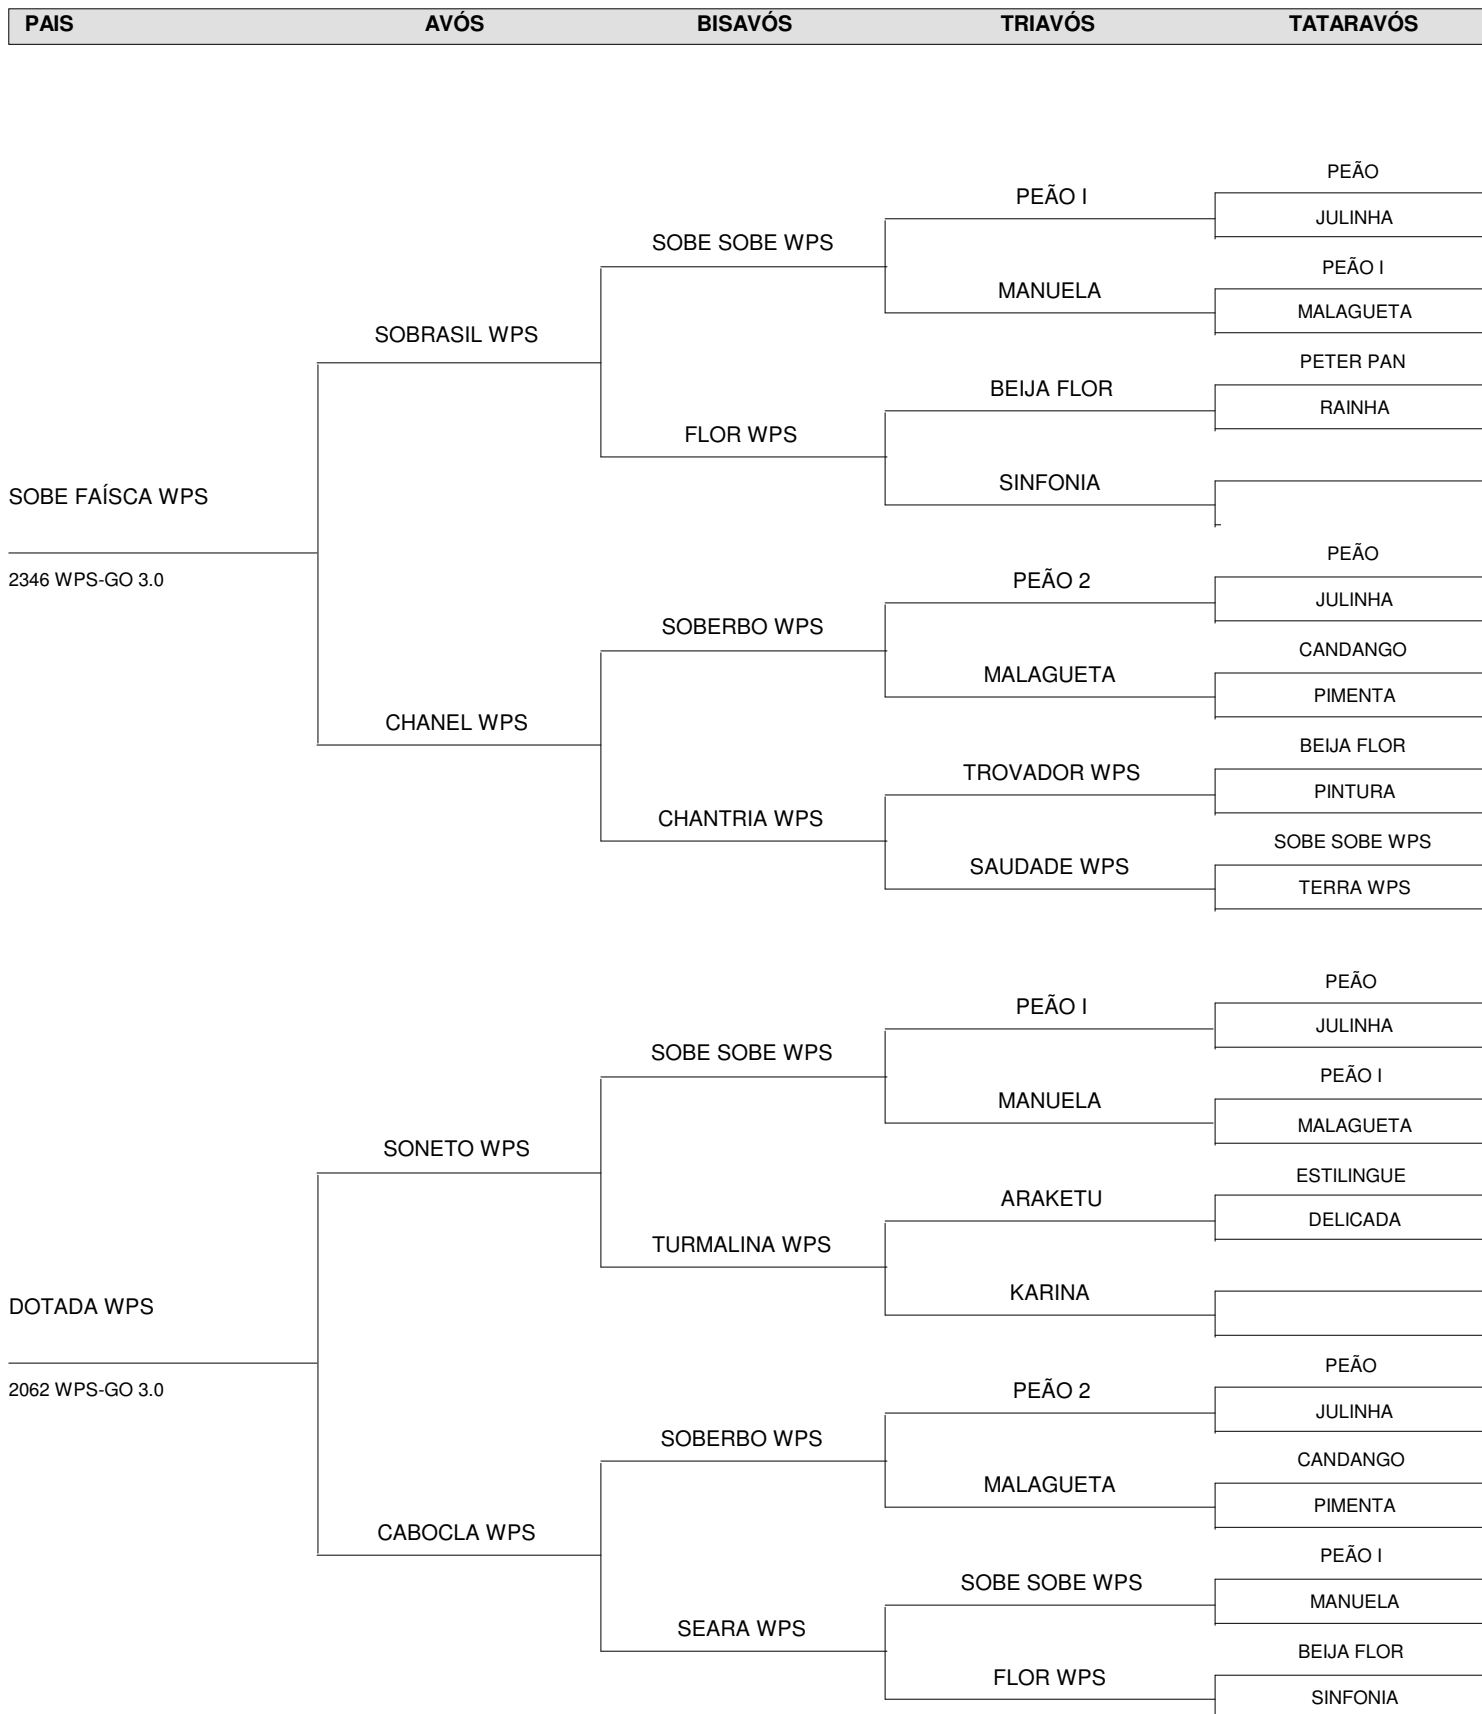 PAIS AVÓS BISAVÓS TRIAVÓS TATARAVÓS
PEÃO
PEÃO I
JULINHA
SOBE SOBE WPS
PEÃO I
MANUELA
MALAGUETA
SOBRASIL WPS
PETER PAN
BEIJA FLOR
RAINHA
FLOR WPS
SINFONIA
SOBE FAÍSCA WPS
PEÃO
2346 WPS-GO 3.0
PEÃO 2
JULINHA
SOBERBO WPS
CANDANGO
MALAGUETA
PIMENTA
CHANEL WPS
BEIJA FLOR
TROVADOR WPS
PINTURA
CHANTRIA WPS
SOBE SOBE WPS
SAUDADE WPS
TERRA WPS
PEÃO
PEÃO I
JULINHA
SOBE SOBE WPS
PEÃO I
MANUELA
MALAGUETA
SONETO WPS
ESTILINGUE
ARAKETU
DELICADA
TURMALINA WPS
KARINA
DOTADA WPS
PEÃO
2062 WPS-GO 3.0
PEÃO 2
JULINHA
SOBERBO WPS
CANDANGO
MALAGUETA
PIMENTA
CABOCLA WPS
PEÃO I
SOBE SOBE WPS
MANUELA
SEARA WPS
BEIJA FLOR
FLOR WPS
SINFONIA